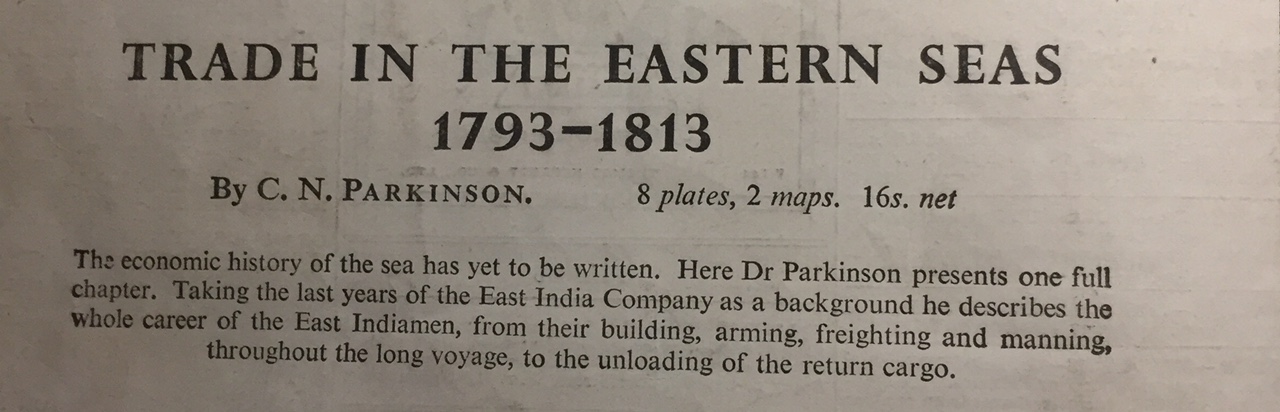 TRADE IN THE EASTERN SEAS
1793–1813
By C. N. PARKINSON. 8 plates, 2 maps. 16s. net
The economic history of the sea has yet to be written. Here Dr Parkinson presents one full
chapter. Taking the last years of the East India Company as a background he describes the
whole career of the East Indiamen, from their building, arming, freighting and manning,
throughout the long voyage, to the unloading of the return cargo.